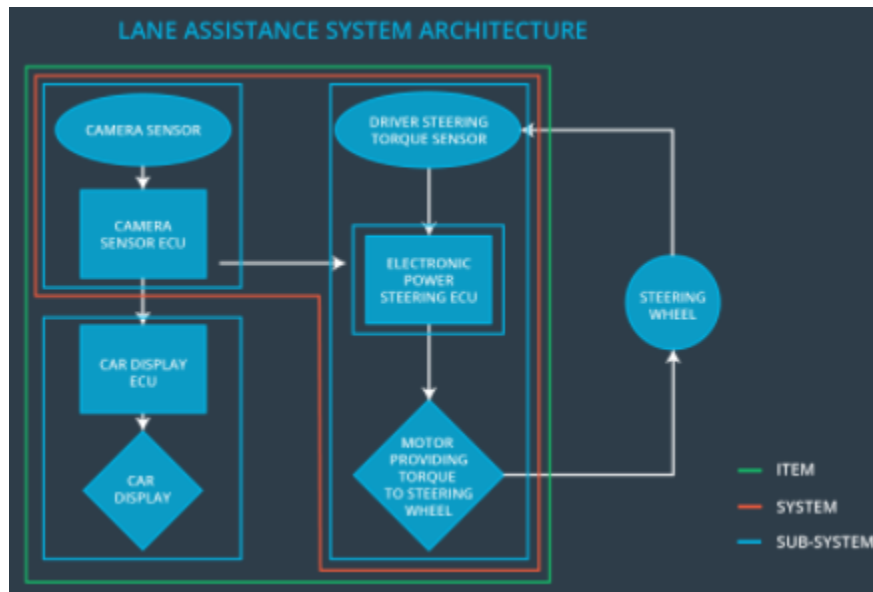 LANE ASSISTANCE SYSTEM ARCHITECTURE
CAMERA SENSOR
CAMERA
SENSOR ECU
CAR DISPLAY
ECU
CAR
DISPLAY
DRIVER STEERING
TORQUE SENSOR
ELECTRONIC
POWER
STEERING ECU
MOTOR
PROVIDING
TORQUE
TO STEERING
WHEEL
STEERING
WHEEL
ITEM
SYSTEM
SUB-SYSTEM